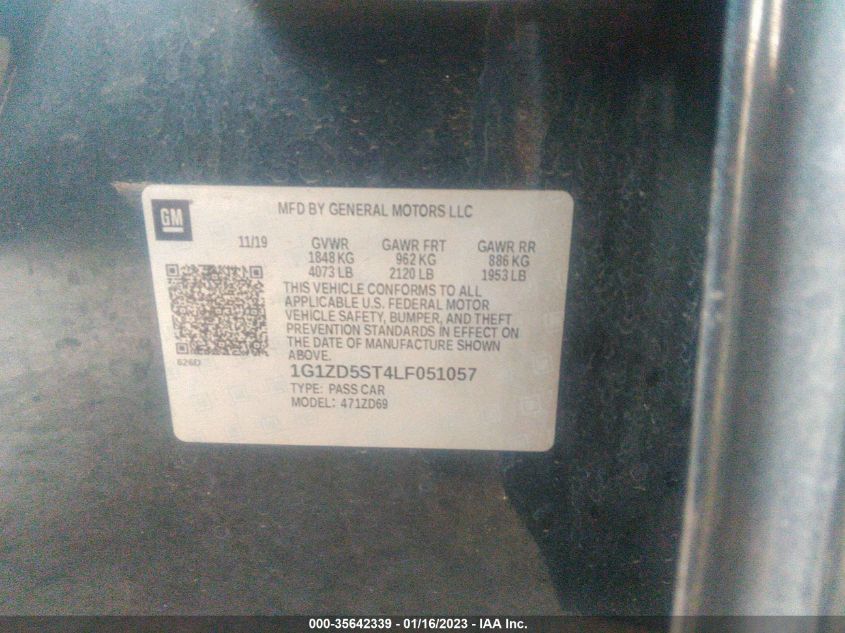 GM
MFD BY GENERAL MOTORS LLC
11/19 GVWR GAWR FRT GAWR RR
1848 KG 962 KG 886 KG
4073 LB 2120 LB 1953 LB
THIS VEHICLE CONFORMS TO ALL
APPLICABLE U.S. FEDERAL MOTOR
VEHICLE SAFETY, BUMPER, AND THEFT
PREVENTION STANDARDS IN EFFECT ON
THE DATE OF MANUFACTURE SHOWN
ABOVE.
626D
1G1ZD5ST4LF051057
TYPE: PASS CAR
MODEL: 471ZD69
000-35642339 - 01/16/2023 - IAA Inc.